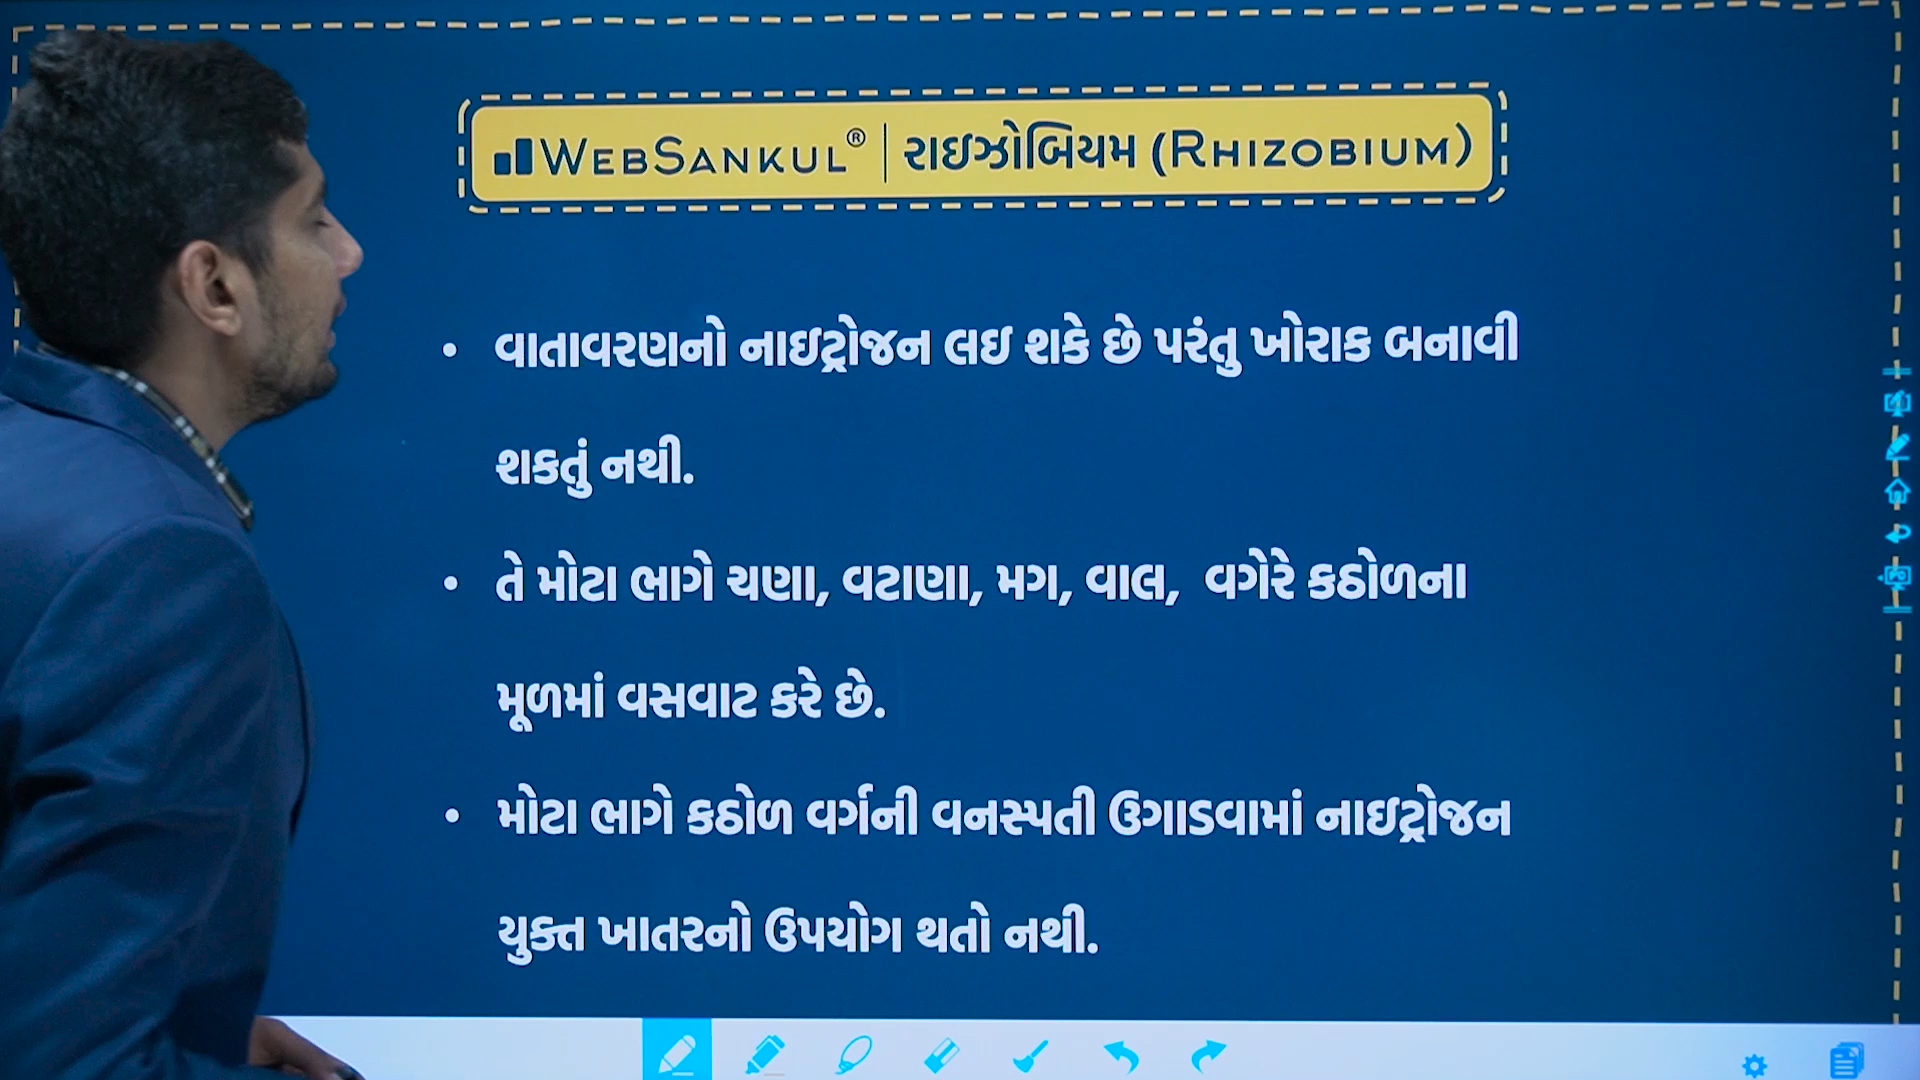 WEBSANKUL® | રાઇઝોબિયમ (RHIZOBIUM)
• વાતાવરણનો નાઇટ્રોજન લઇ શકે છે પરંતુ ખોરાક બનાવી
શકતું નથી.
• તે મોટા ભાગે ચણા, વટાણા, મગ, વાલ, વગેરે કઠોળના
મૂળમાં વસવાટ કરે છે.
• મોટા ભાગે કઠોળ વર્ગની વનસ્પતી ઉગાડવામાં નાઇટ્રોજન
યુક્ત ખાતરનો ઉપયોગ થતો નથી.